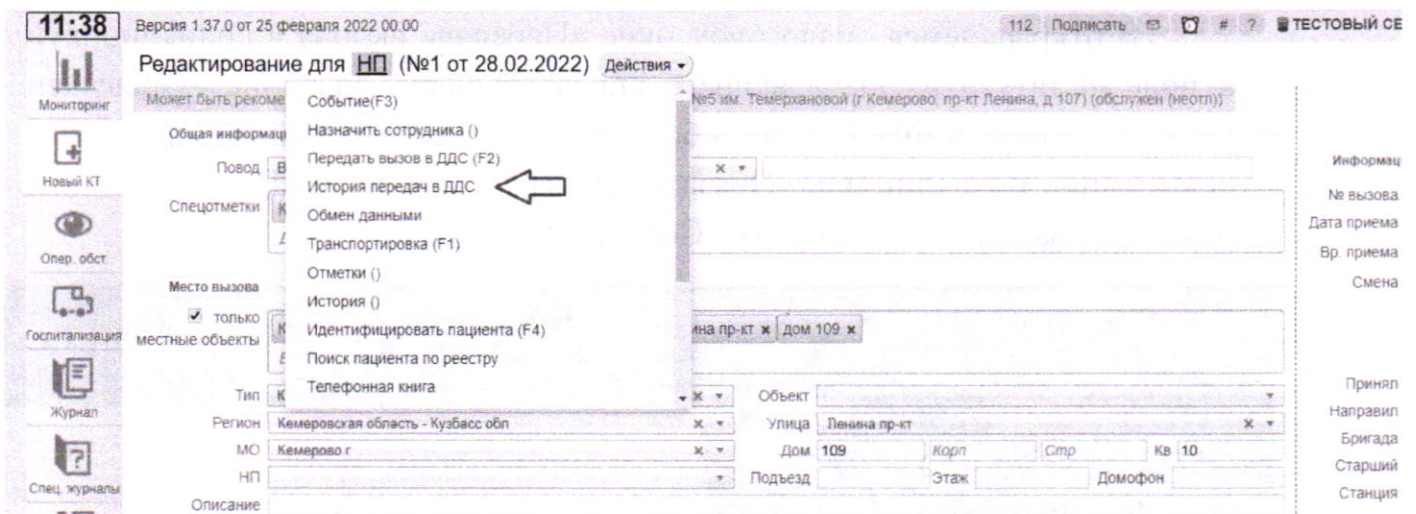 11:38 Версия 1.37.0 от 25 февраля 2022 00:00 112 Подписать # ? ТЕСТОВЫЙ СЕ
Редактирование для НП (№1 от 28.02.2022) Действия
Мониторинг
Может быть рекоме №5 им. Темерхановой (г Кемерово, пр-кт Ленина, д 107) (обслужен (неотл))
Событие(F3)
Назначить сотрудника ()
Передать вызов в ДДС (F2)
История передач в ДДС
Обмен данными
Транспортировка (F1)
Отметки ()
История ()
Идентифицировать пациента (F4)
Поиск пациента по реестру
Телефонная книга
Новый КТ
Опер. обст.
Госпитализация
Журнал
Спец. журналы
Общая информаци
Повод В
Спецотметки К
Место вызова
только местные объекты
ина пр-кт x дом 109 x
Тип К Объект
Регион Кемеровская область - Кузбасс обл Улица Ленина пр-кт
МО Кемерово г Дом 109 Корп Стр Кв 10
НП Подъезд Этаж Домофон
Описание
Информац
№ вызова
Дата приема
Вр. приема
Смена
Принял
Направил
Бригада
Старший
Станция